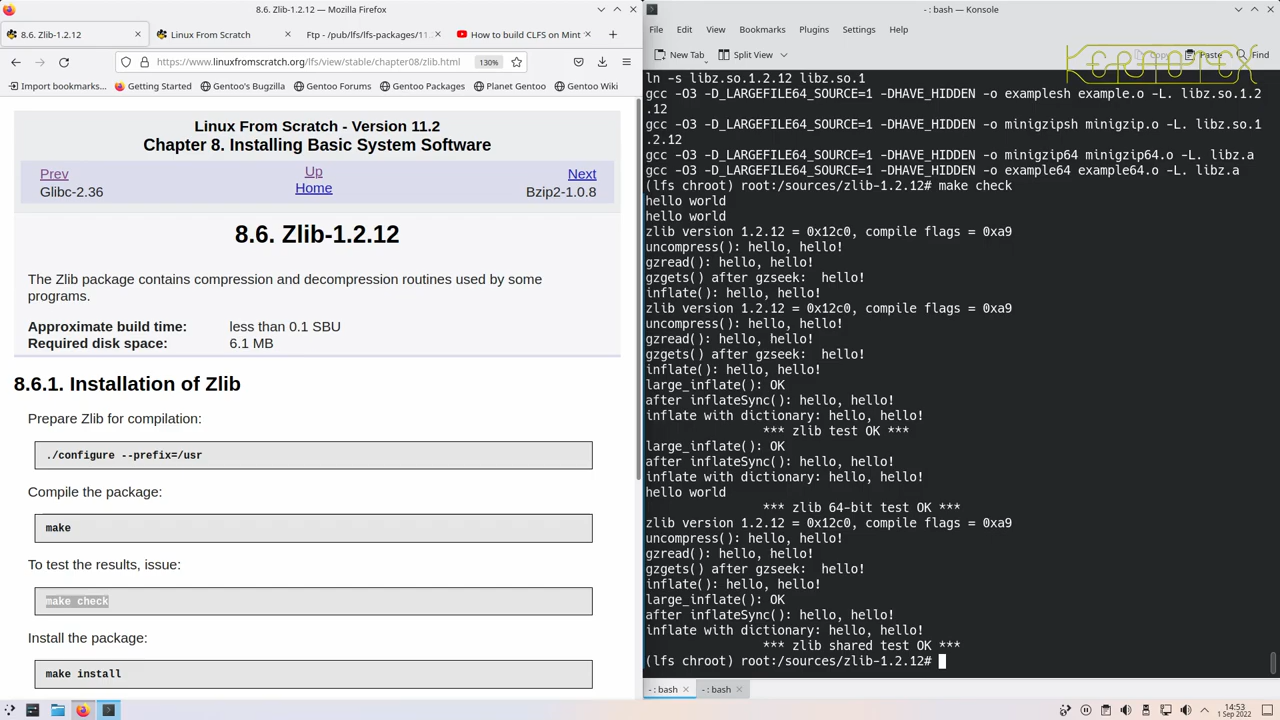 8.6. Zlib-1.2.12 — Mozilla Firefox
8.6. Zlib-1.2.12
Linux From Scratch
Ftp - /pub/lfs/lfs-packages/11.
How to build CLFS on Mint
https://www.linuxfromscratch.org/lfs/view/stable/chapter08/zlib.html
Import bookmarks...
Getting Started
Gentoo's Bugzilla
Gentoo Forums
Gentoo Packages
Planet Gentoo
Gentoo Wiki
Linux From Scratch - Version 11.2
Chapter 8. Installing Basic System Software
Prev
Up
Next
Glibc-2.36
Home
Bzip2-1.0.8
8.6. Zlib-1.2.12
The Zlib package contains compression and decompression routines used by some
programs.
Approximate build time: less than 0.1 SBU
Required disk space: 6.1 MB
8.6.1. Installation of Zlib
Prepare Zlib for compilation:
./configure --prefix=/usr
Compile the package:
make
To test the results, issue:
make check
Install the package:
make install
- : bash — Konsole
File Edit View Bookmarks Plugins Settings Help
New Tab
Split View
Copy
Paste
Find
KERNOTEX
ln -s libz.so.1.2.12 libz.so.1
gcc -O3 -D_LARGEFILE64_SOURCE=1 -DHAVE_HIDDEN -o examplesh example.o -L. libz.so.1.2
.12
gcc -O3 -D_LARGEFILE64_SOURCE=1 -DHAVE_HIDDEN -o minigzipsh minigzip.o -L. libz.so.1
.2.12
gcc -O3 -D_LARGEFILE64_SOURCE=1 -DHAVE_HIDDEN -o minigzip64 minigzip64.o -L. libz.a
gcc -O3 -D_LARGEFILE64_SOURCE=1 -DHAVE_HIDDEN -o example64 example64.o -L. libz.a
(lfs chroot) root:/sources/zlib-1.2.12# make check
hello world
hello world
zlib version 1.2.12 = 0x12c0, compile flags = 0xa9
uncompress(): hello, hello!
gzread(): hello, hello!
gzgets() after gzseek:  hello!
inflate(): hello, hello!
zlib version 1.2.12 = 0x12c0, compile flags = 0xa9
uncompress(): hello, hello!
gzread(): hello, hello!
gzgets() after gzseek:  hello!
inflate(): hello, hello!
large_inflate(): OK
after inflateSync(): hello, hello!
inflate with dictionary: hello, hello!
*** zlib test OK ***
large_inflate(): OK
after inflateSync(): hello, hello!
inflate with dictionary: hello, hello!
hello world
*** zlib 64-bit test OK ***
zlib version 1.2.12 = 0x12c0, compile flags = 0xa9
uncompress(): hello, hello!
gzread(): hello, hello!
gzgets() after gzseek:  hello!
inflate(): hello, hello!
large_inflate(): OK
after inflateSync(): hello, hello!
inflate with dictionary: hello, hello!
*** zlib shared test OK ***
(lfs chroot) root:/sources/zlib-1.2.12#
- : bash
- : bash
14:53
1 Sep 2022